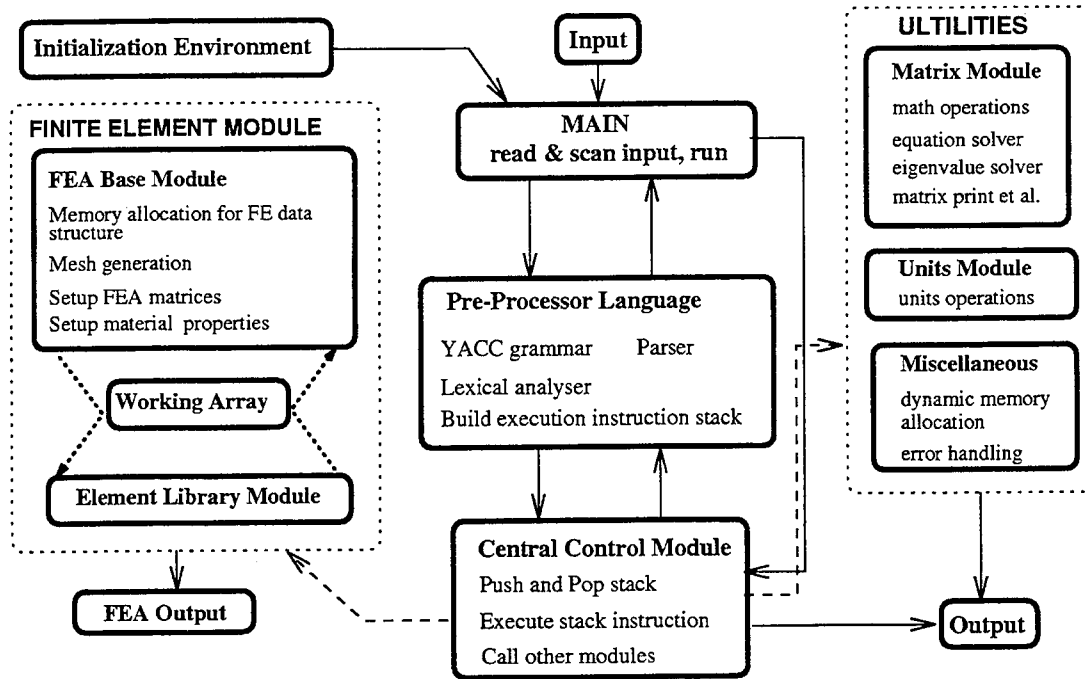 Initialization Environment
Input
MAIN
read & scan input, run
FINITE ELEMENT MODULE
FEA Base Module
Memory allocation for FE data
structure
Mesh generation
Setup FEA matrices
Setup material properties
Working Array
Element Library Module
FEA Output
Pre-Processor Language
YACC grammar Parser
Lexical analyser
Build execution instruction stack
Central Control Module
Push and Pop stack
Execute stack instruction
Call other modules
ULTILITIES
Matrix Module
math operations
equation solver
eigenvalue solver
matrix print et al.
Units Module
units operations
Miscellaneous
dynamic memory
allocation
error handling
Output